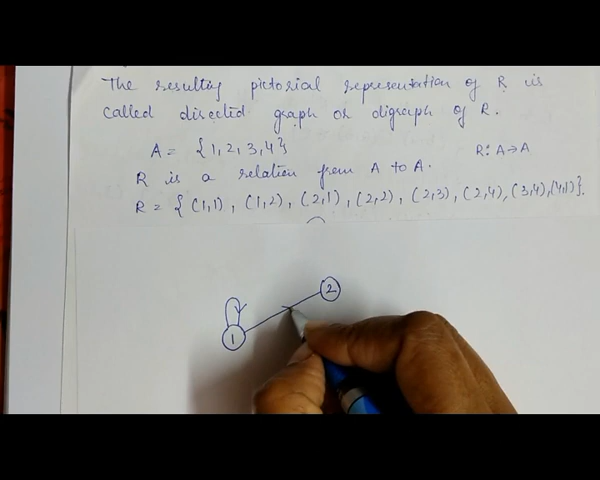 The resulting pictorial representation of R is
called directed graph or digraph of R.
A = {1,2,3,4} R: A→A
R is a relation from A to A.
R = { (1,1) , (1,2) , (2,1) , (2,2) , (2,3) , (2,4) , (3,4) , (4,1) }.
2
1